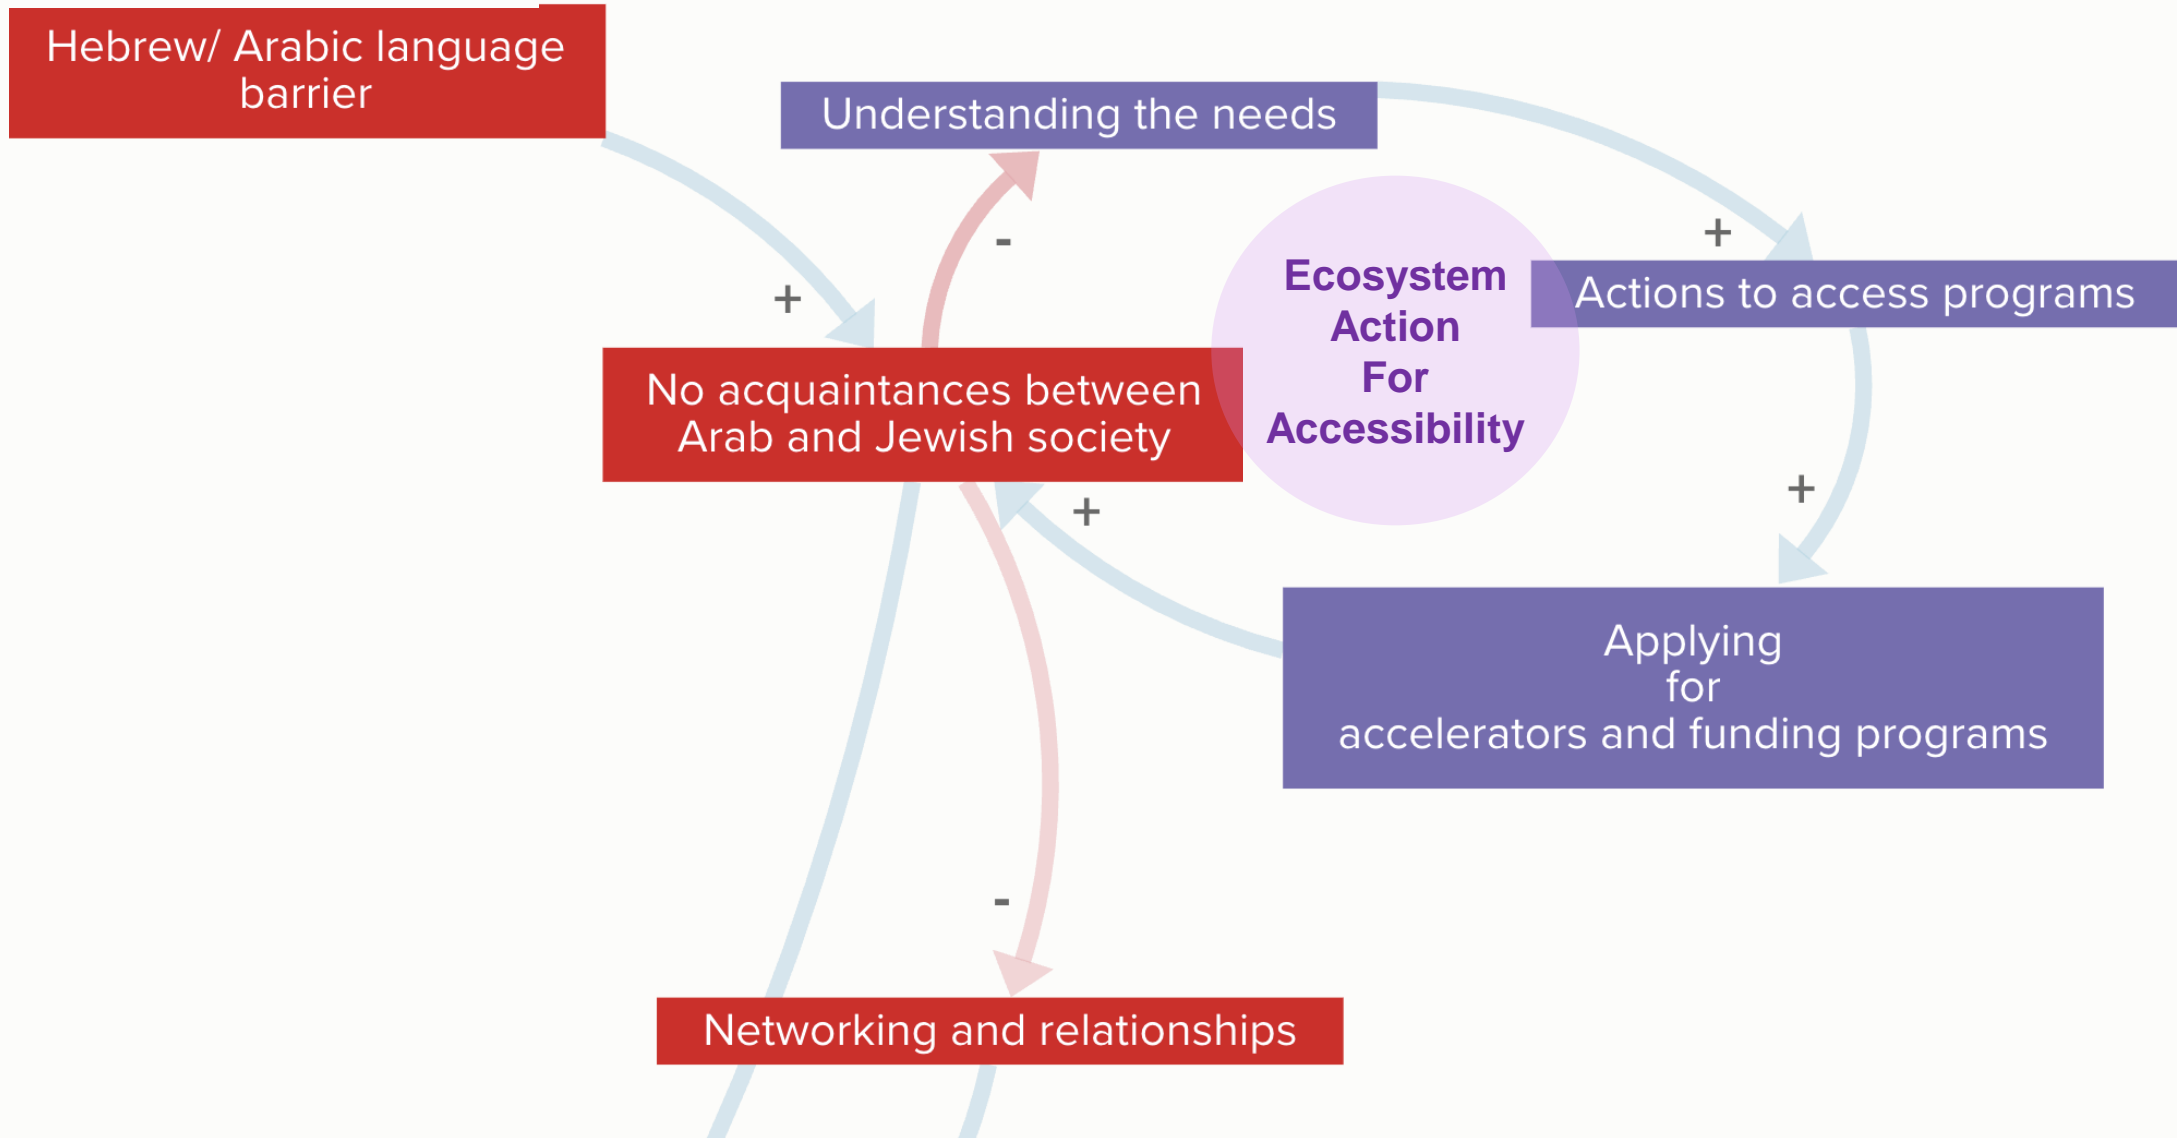 Hebrew/ Arabic language
barrier
Understanding the needs
+
-
+
Ecosystem
Action
For
Accessibility
Actions to access programs
No acquaintances between
Arab and Jewish society
+
+
Applying
for
accelerators and funding programs
-
Networking and relationships